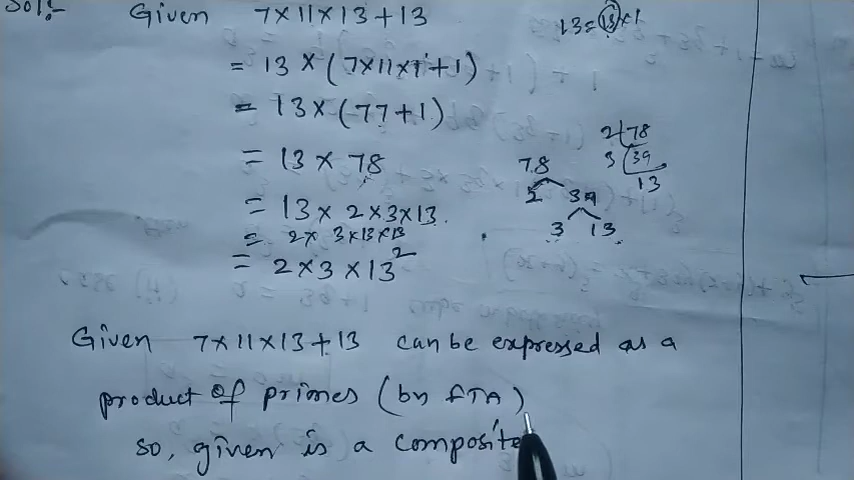 Sol:-
Given 7×11×13+13
13=13×1
= 13×(7×11×1+1)
= 13×(77+1)
= 13×78
= 13×2×3×13.
= 2×3×13×13
= 2×3×13²
78
2 39
3 13
2 78
3 39
13
Given 7×11×13+13 can be expressed as a
product of primes (by FTA)
so, given is a composite